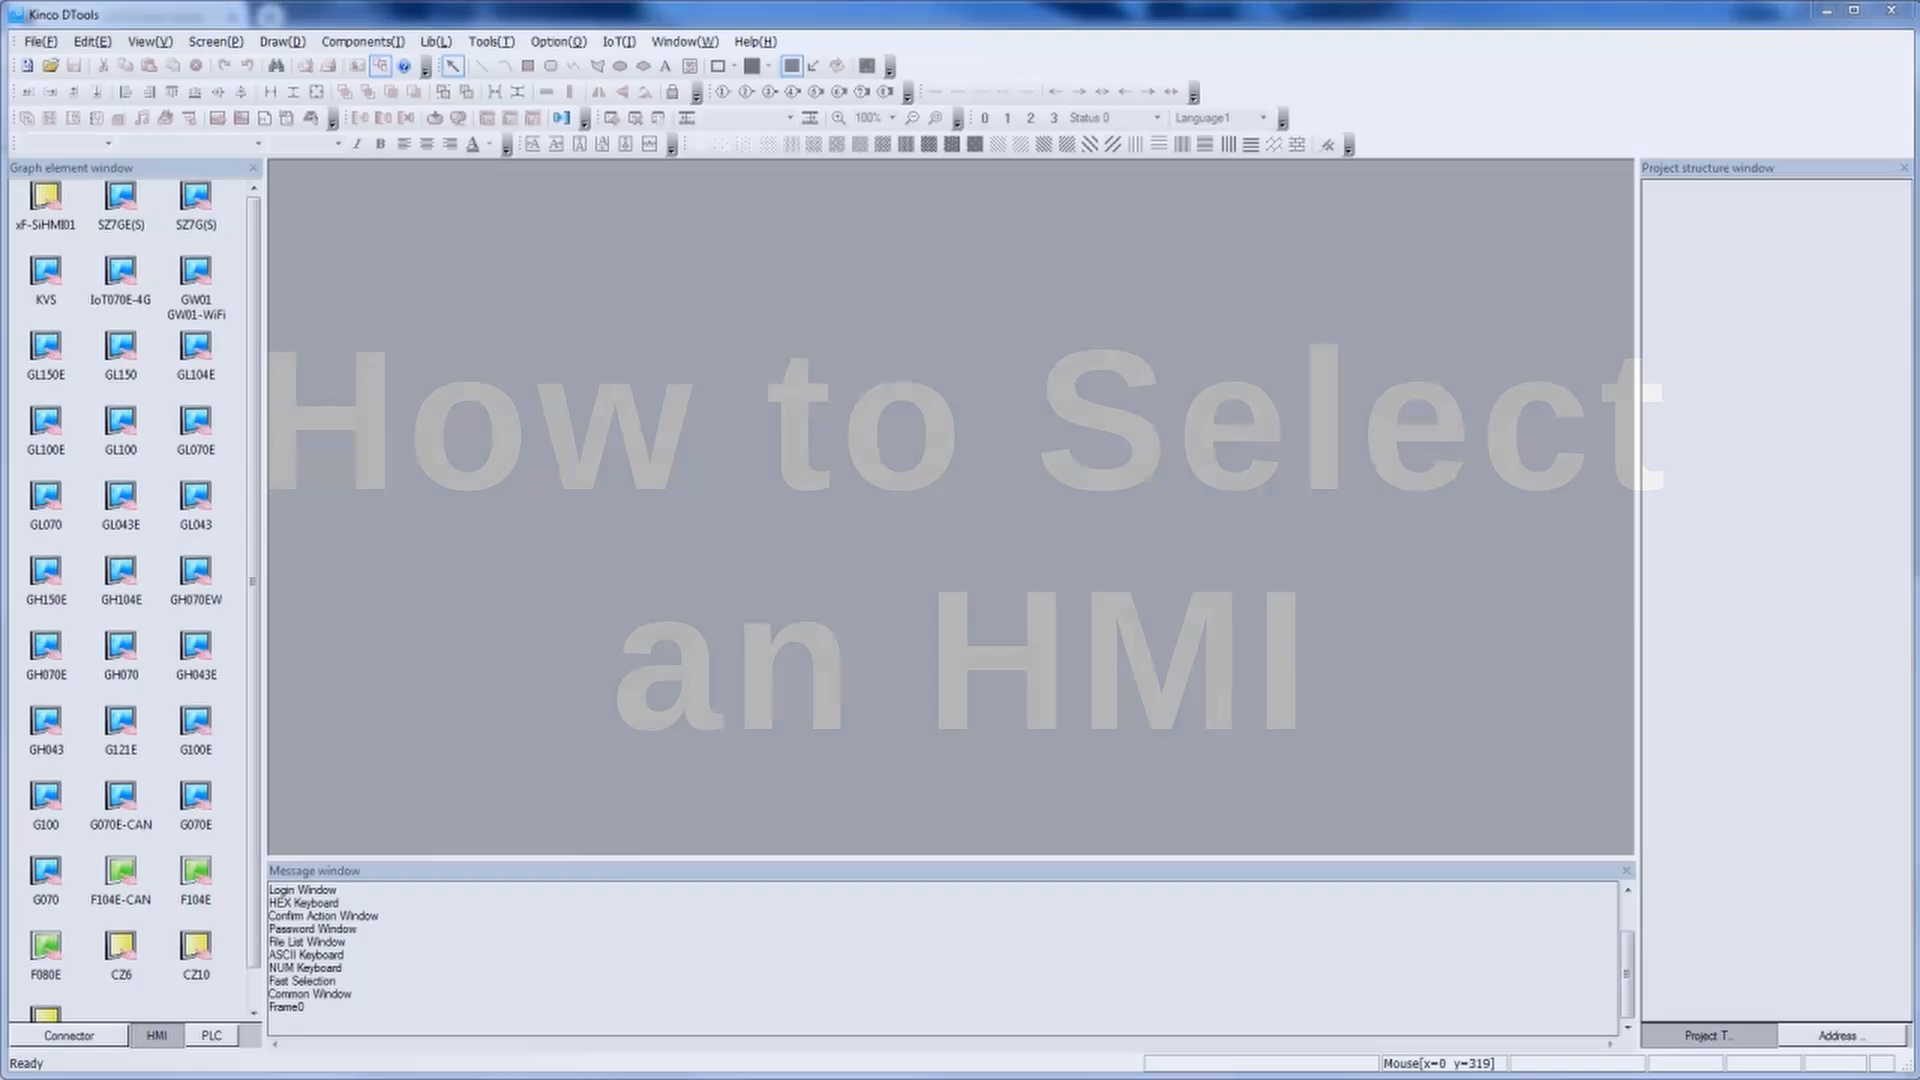 Kinco DTools
File(F) Edit(E) View(V) Screen(P) Draw(D) Components(I) Lib(L) Tools(T) Option(O) IoT(I) Window(W) Help(H)
100% 0 1 2 3 Status 0 Language1
Graph element window
xF-SiHMI01 SZ7GE(S) SZ7G(S)
KVS IoT070E-4G GW01
GW01-WiFi
GL150E GL150 GL104E
GL100E GL100 GL070E
GL070 GL043E GL043
GH150E GH104E GH070EW
GH070E GH070 GH043E
GH043 G121E G100E
G100 G070E-CAN G070E
G070 F104E-CAN F104E
F080E CZ6 CZ10
Connector HMI PLC
How to Select
an HMI
Message window
Login Window
HEX Keyboard
Confirm Action Window
Password Window
File List Window
ASCII Keyboard
NUM Keyboard
Fast Selection
Common Window
Frame0
Project structure window
Project T... Address ...
Ready
Mouse[x=0 y=319]